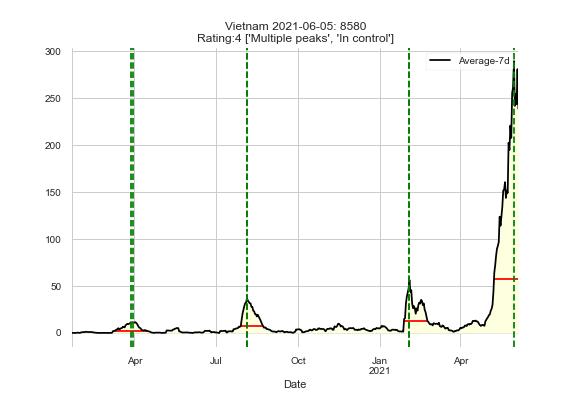 Vietnam 2021-06-05: 8580
Rating:4 ['Multiple peaks', 'In control']
Average-7d
300
250
200
150
100
50
0
Apr
Jul
Oct
Jan
2021
Apr
Date